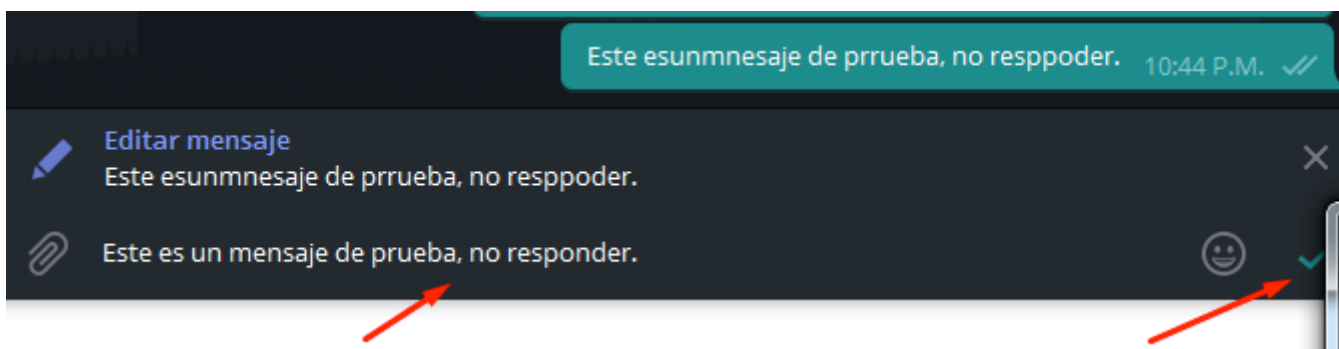 Este esunmnesaje de prrueba, no resppoder. 10:44 P.M.
Editar mensaje
Este esunmnesaje de prrueba, no resppoder.
Este es un mensaje de prueba, no responder.